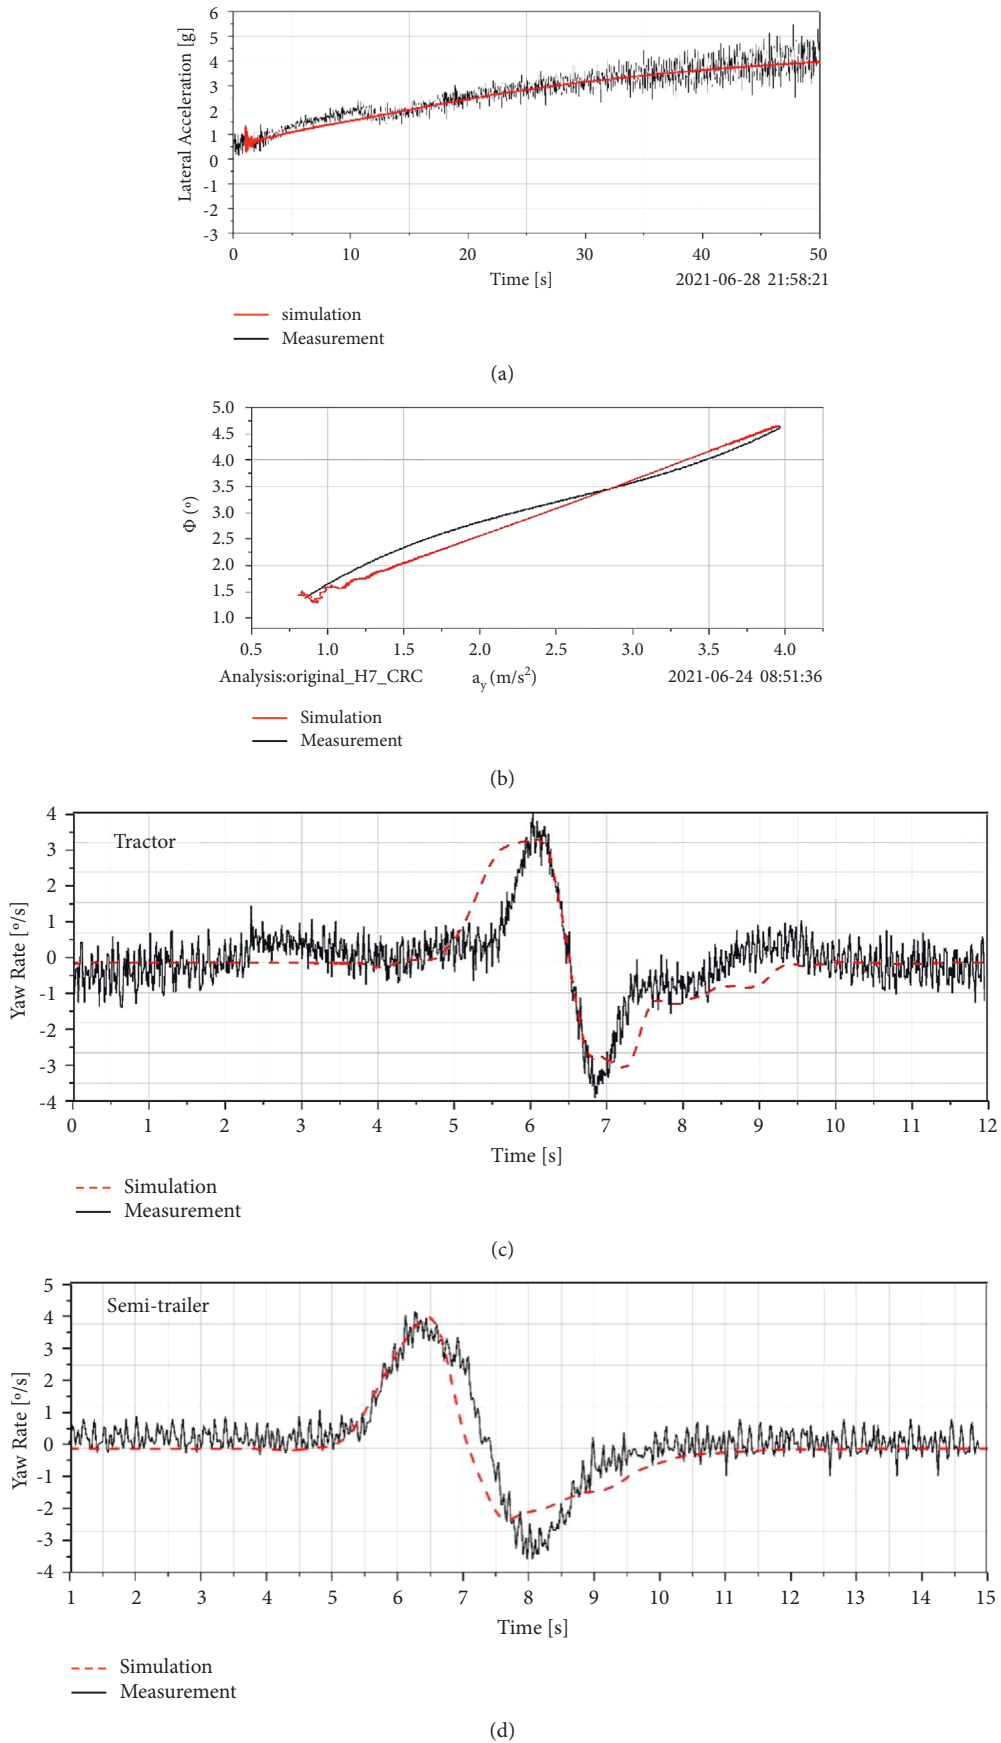 6
5
4
3
2
1
0
-1
-2
-3
Lateral Acceleration [g]
0 10 20 30 40 50
Time [s] 2021-06-28 21:58:21
simulation
Measurement
(a)
5.0
4.5
4.0
3.5
3.0
2.5
2.0
1.5
1.0
Φ (º)
0.5 1.0 1.5 2.0 2.5 3.0 3.5 4.0
Analysis:original_H7_CRC a_y (m/s²) 2021-06-24 08:51:36
Simulation
Measurement
(b)
Tractor
4
3
2
1
0
-1
-2
-3
-4
Yaw Rate [º/s]
0 1 2 3 4 5 6 7 8 9 10 11 12
Time [s]
Simulation
Measurement
(c)
Semi-trailer
5
4
3
2
1
0
-1
-2
-3
-4
Yaw Rate [º/s]
1 2 3 4 5 6 7 8 9 10 11 12 13 14 15
Time [s]
Simulation
Measurement
(d)